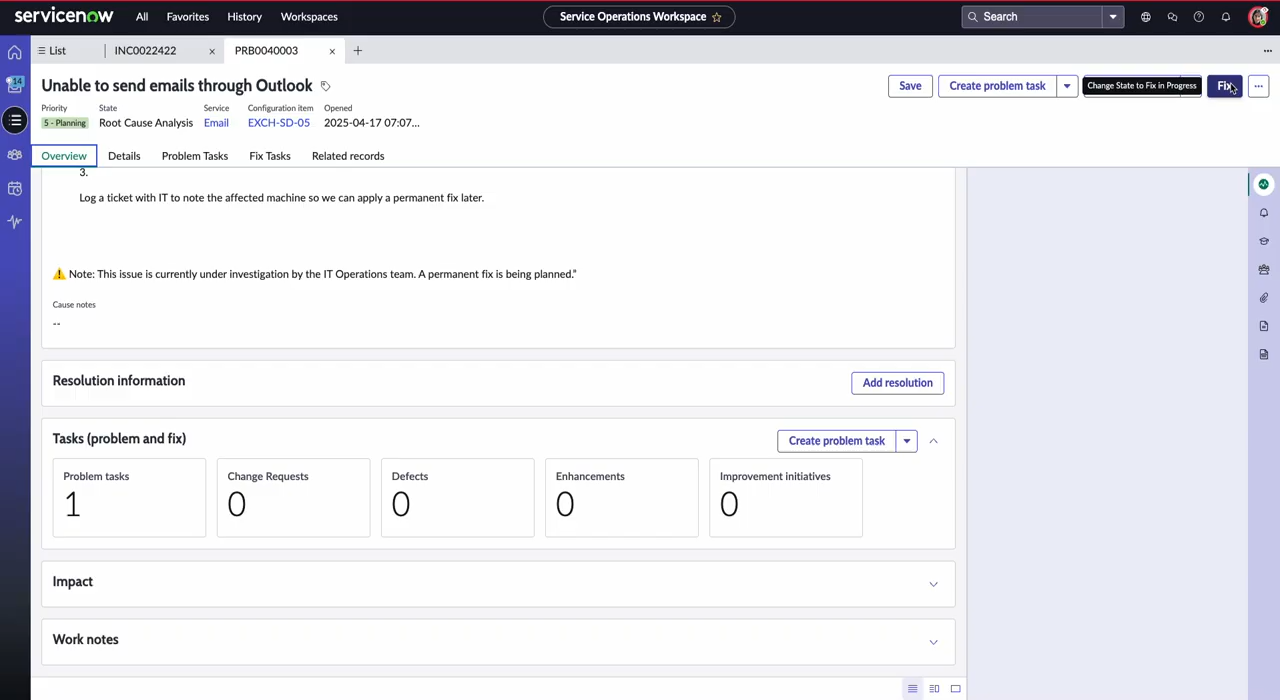 servicenow All Favorites History Workspaces Service Operations Workspace Search
List INC0022422 PRB0040003
14
Unable to send emails through Outlook Save Create problem task Change State to Fix in Progress Fix
Priority State Service Configuration item Opened
5 - Planning Root Cause Analysis Email EXCH-SD-05 2025-04-17 07:07...
Overview Details Problem Tasks Fix Tasks Related records
3.
Log a ticket with IT to note the affected machine so we can apply a permanent fix later.
⚠️ Note: This issue is currently under investigation by the IT Operations team. A permanent fix is being planned."
Cause notes
--
Resolution information Add resolution
Tasks (problem and fix) Create problem task
Problem tasks Change Requests Defects Enhancements Improvement initiatives
1 0 0 0 0
Impact
Work notes